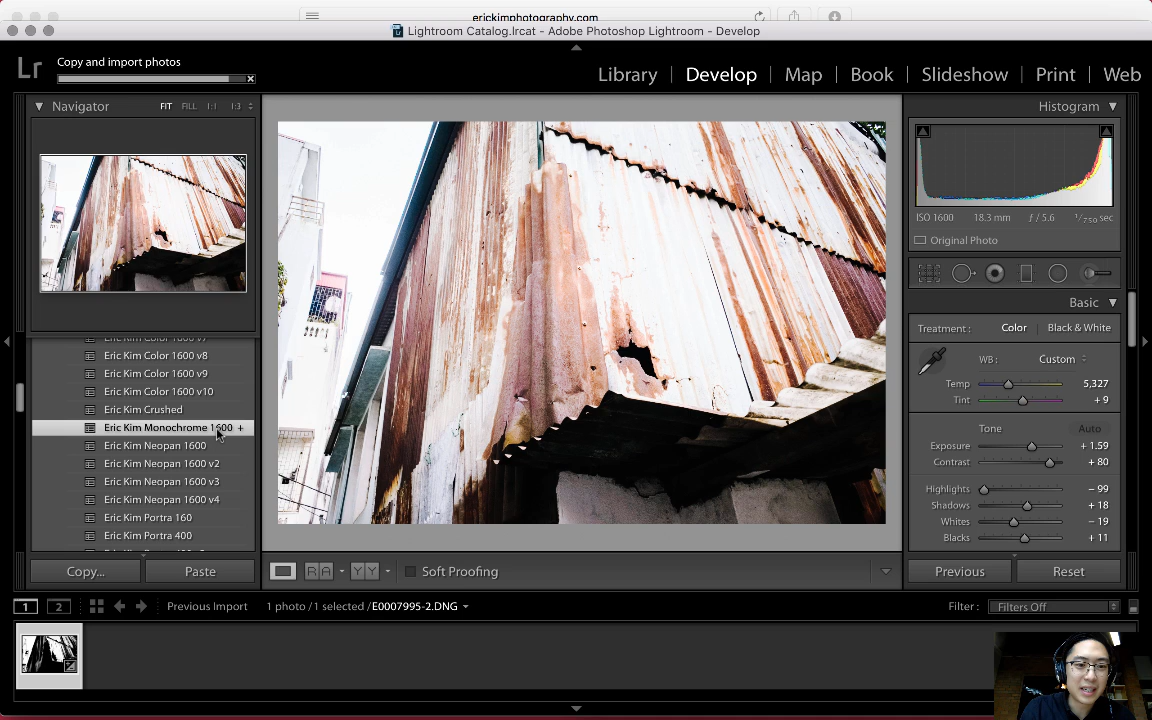 erickimphotography.com
Lightroom Catalog.lrcat - Adobe Photoshop Lightroom - Develop
Lr
Copy and import photos
Library | Develop | Map | Book | Slideshow | Print | Web
Navigator FIT FILL 1:1 1:3
Eric Kim Color 1600 v7
Eric Kim Color 1600 v8
Eric Kim Color 1600 v9
Eric Kim Color 1600 v10
Eric Kim Crushed
Eric Kim Monochrome 1600 +
Eric Kim Neopan 1600
Eric Kim Neopan 1600 v2
Eric Kim Neopan 1600 v3
Eric Kim Neopan 1600 v4
Eric Kim Portra 160
Eric Kim Portra 400
Copy... Paste
Histogram
ISO 1600 18.3 mm ƒ / 5.6 1/750 sec
Original Photo
Basic
Treatment : Color | Black & White
WB : Custom
Temp 5,327
Tint + 9
Tone Auto
Exposure + 1.59
Contrast + 80
Highlights − 99
Shadows + 18
Whites − 19
Blacks + 11
Previous Reset
R A Y Y Soft Proofing
1 2 Previous Import 1 photo / 1 selected / E0007995-2.DNG
Filter : Filters Off